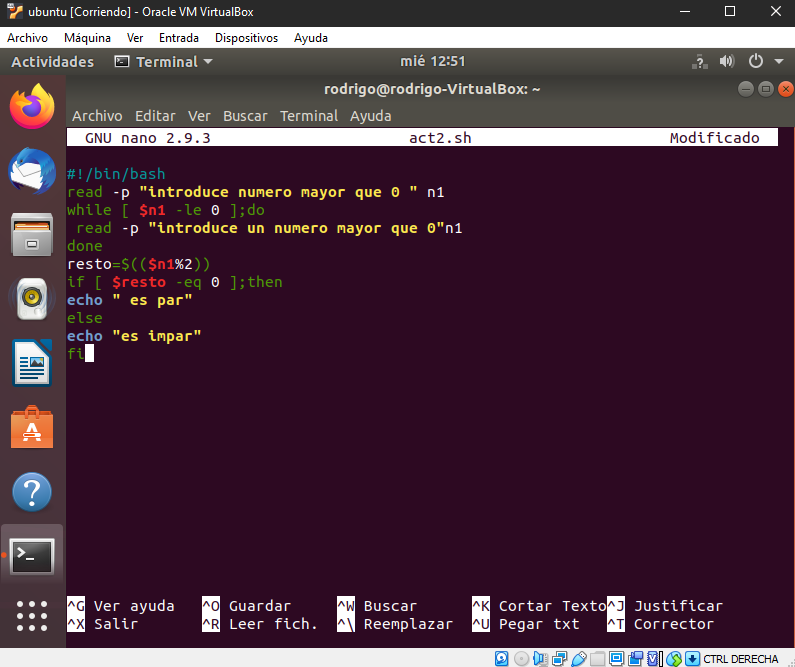 ubuntu [Corriendo] - Oracle VM VirtualBox
Archivo Máquina Ver Entrada Dispositivos Ayuda
Actividades Terminal mié 12:51
rodrigo@rodrigo-VirtualBox: ~
Archivo Editar Ver Buscar Terminal Ayuda
GNU nano 2.9.3 act2.sh Modificado
#!/bin/bash
read -p "introduce numero mayor que 0 " n1
while [ $n1 -le 0 ];do
 read -p "introduce un numero mayor que 0"n1
done
resto=$(($n1%2))
if [ $resto -eq 0 ];then
echo " es par"
else
echo "es impar"
fi
^G Ver ayuda ^O Guardar ^W Buscar ^K Cortar Texto ^J Justificar
^X Salir ^R Leer fich. ^\ Reemplazar ^U Pegar txt ^T Corrector
CTRL DERECHA